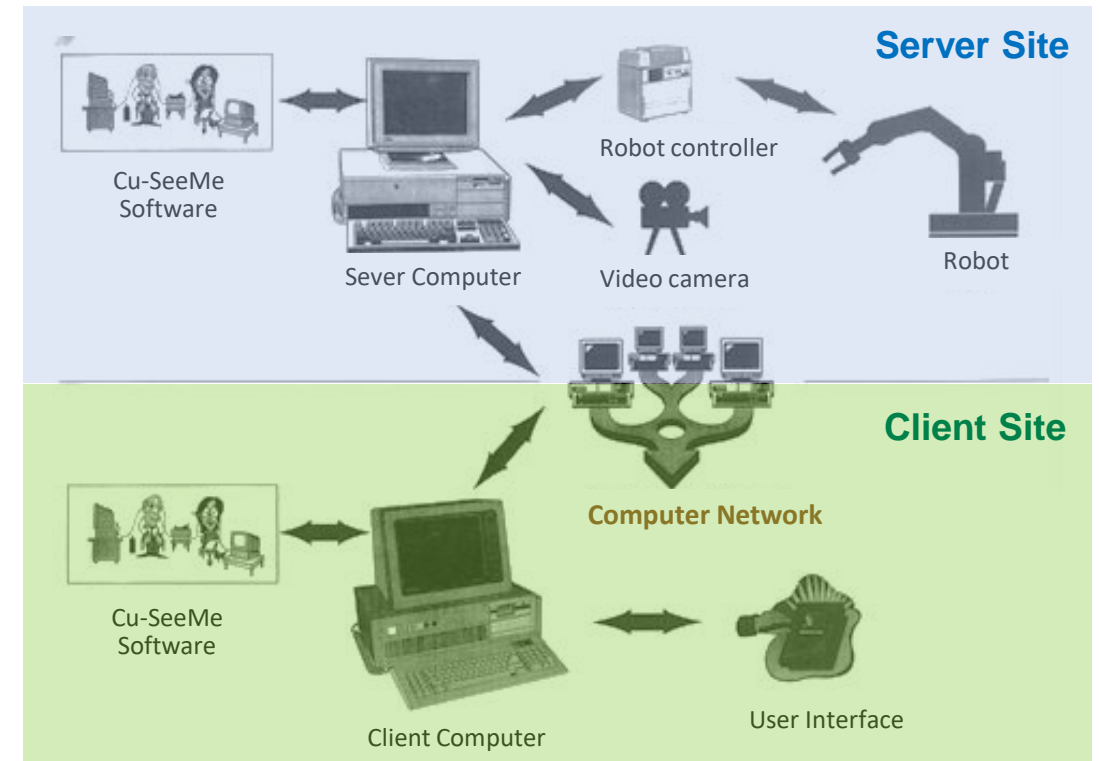 Server Site
Robot controller
Cu-SeeMe
Software
Sever Computer
Video camera
Robot
Client Site
Computer Network
Cu-SeeMe
Software
Client Computer
User Interface